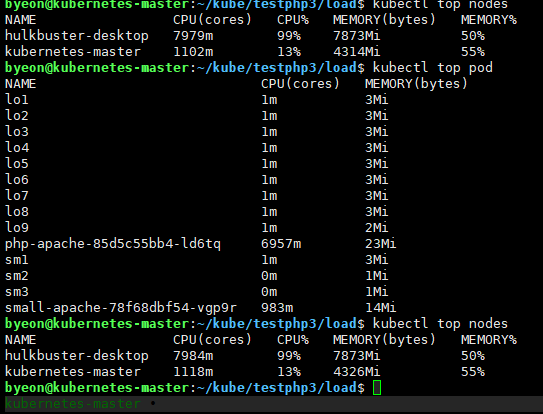 byeon@kubernetes-master:~/kube/testphp3/load$ kubectl top nodes
NAME CPU(cores) CPU% MEMORY(bytes) MEMORY%
hulkbuster-desktop 7979m 99% 7873Mi 50%
kubernetes-master 1102m 13% 4314Mi 55%
byeon@kubernetes-master:~/kube/testphp3/load$ kubectl top pod
NAME CPU(cores) MEMORY(bytes)
lo1 1m 3Mi
lo2 1m 3Mi
lo3 1m 3Mi
lo4 1m 3Mi
lo5 1m 3Mi
lo6 1m 3Mi
lo7 1m 3Mi
lo8 1m 3Mi
lo9 1m 2Mi
php-apache-85d5c55bb4-ld6tq 6957m 23Mi
sm1 1m 3Mi
sm2 0m 1Mi
sm3 0m 1Mi
small-apache-78f68dbf54-vgp9r 983m 14Mi
byeon@kubernetes-master:~/kube/testphp3/load$ kubectl top nodes
NAME CPU(cores) CPU% MEMORY(bytes) MEMORY%
hulkbuster-desktop 7984m 99% 7873Mi 50%
kubernetes-master 1118m 13% 4326Mi 55%
byeon@kubernetes-master:~/kube/testphp3/load$
kubernetes-master •